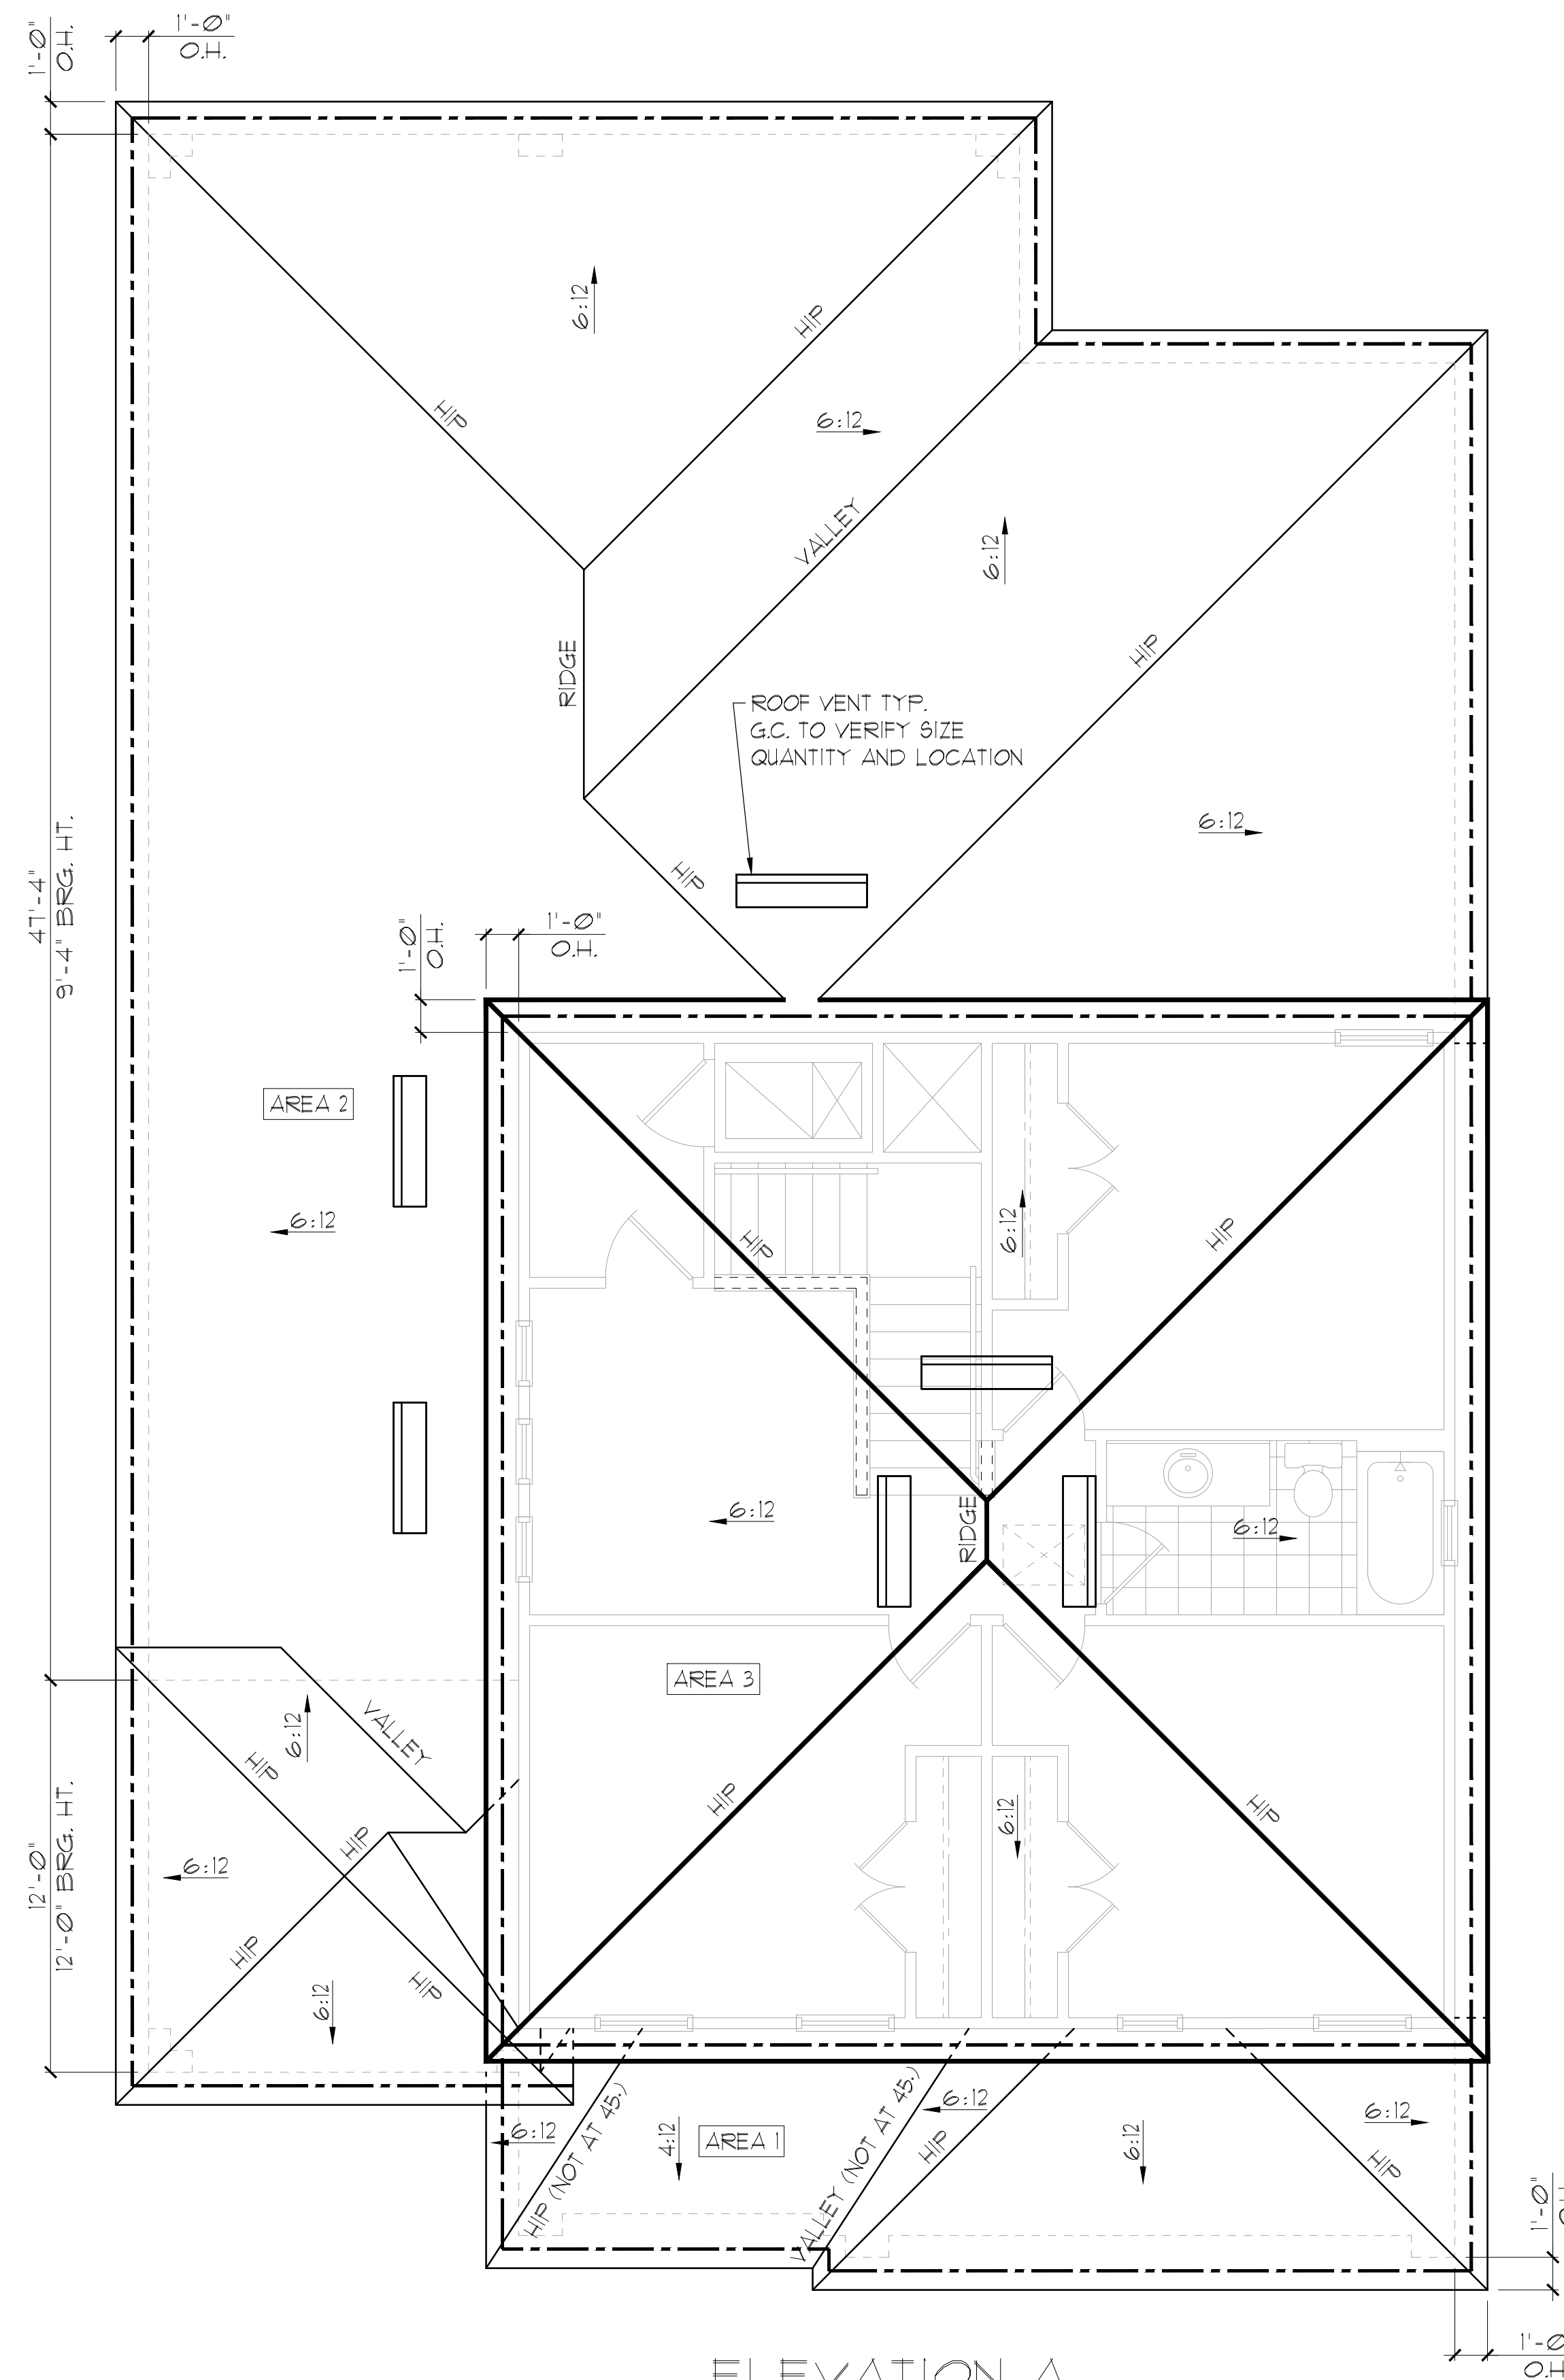 1'-0"
O.H.
1'-0"
O.H.
6:12
HIP
HIP
6:12
VALLEY
6:12
HIP
RIDGE
ROOF VENT TYP.
G.C. TO VERIFY SIZE
QUANTITY AND LOCATION
6:12
HIP
47'-4"
9'-4" BRG. HT.
1'-0"
O.H.
1'-0"
O.H.
AREA 2
6:12
HIP
6:12
HIP
6:12
RIDGE
6:12
AREA 3
VALLEY
6:12
HIP
HIP
HIP
6:12
HIP
6:12
12'-0"
12'-0" BRG. HT.
HIP
HIP
6:12
6:12
HIP (NOT AT 45.)
4:12
AREA 1
VALLEY (NOT AT 45.)
6:12
HIP
6:12
6:12
HIP
1'-0"
1'-0
O.H.
ELEVATION A